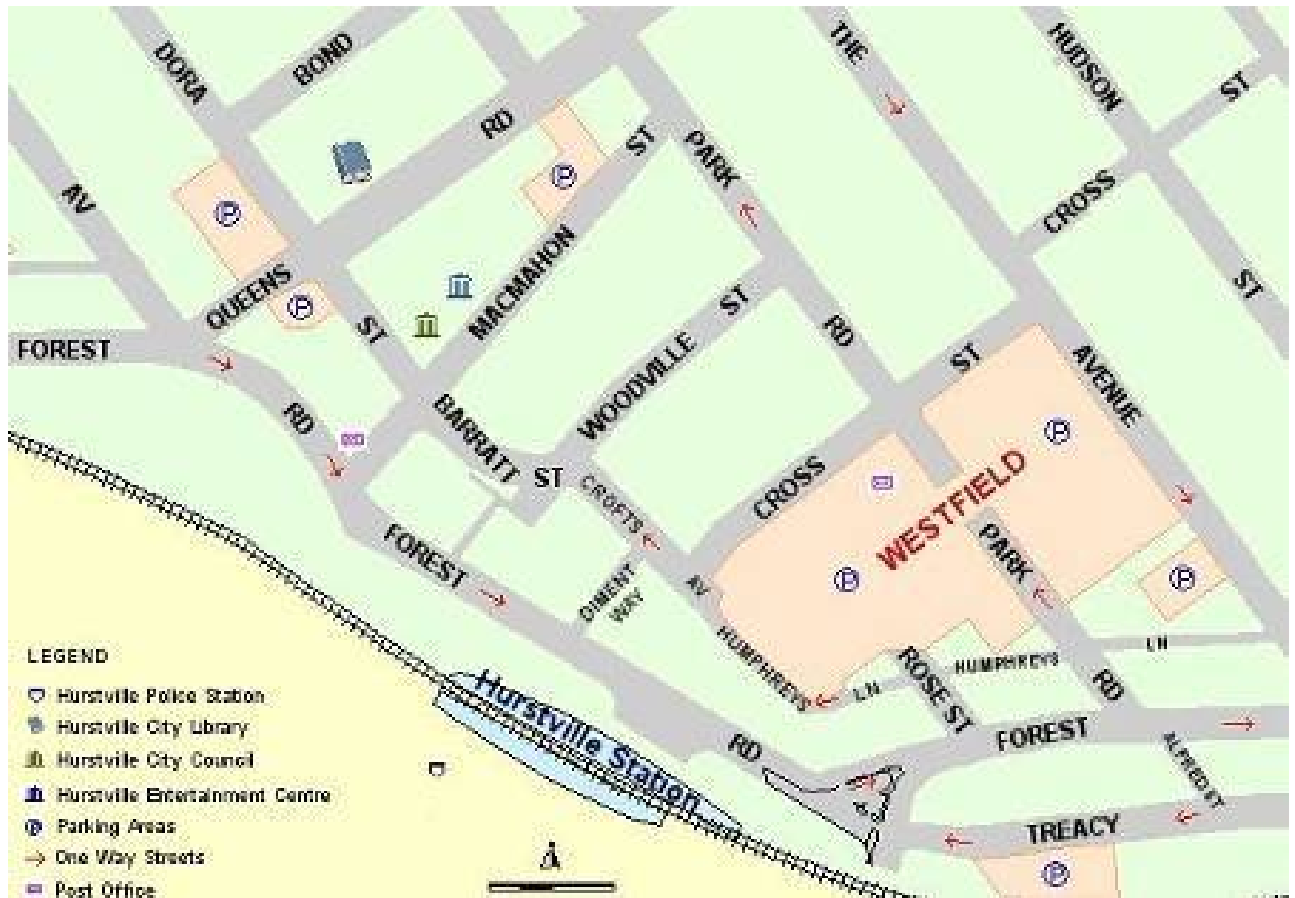 DORA
BOND
THE
HUDSON
ST
RD
ST
PARK
CROSS
AV
QUEENS
ST
MACMAHON
ST
ST
RD
FOREST
WOODVILLE
ST
AVENUE
RD
BARRATT
ST
CROFTS
CROSS
WESTFIELD
FOREST
DIMENT
WAY
AV
PARK
HUMPHREYS
LN
ROSE ST
HUMPHREYS
LN
RD
Hurstville Station
RD
FOREST
ALFRED ST
TREACY
LEGEND
Hurstville Police Station
Hurstville City Library
Hurstville City Council
Hurstville Entertainment Centre
P Parking Areas
One Way Streets
Post Office
P
P
P
P
P
P
P